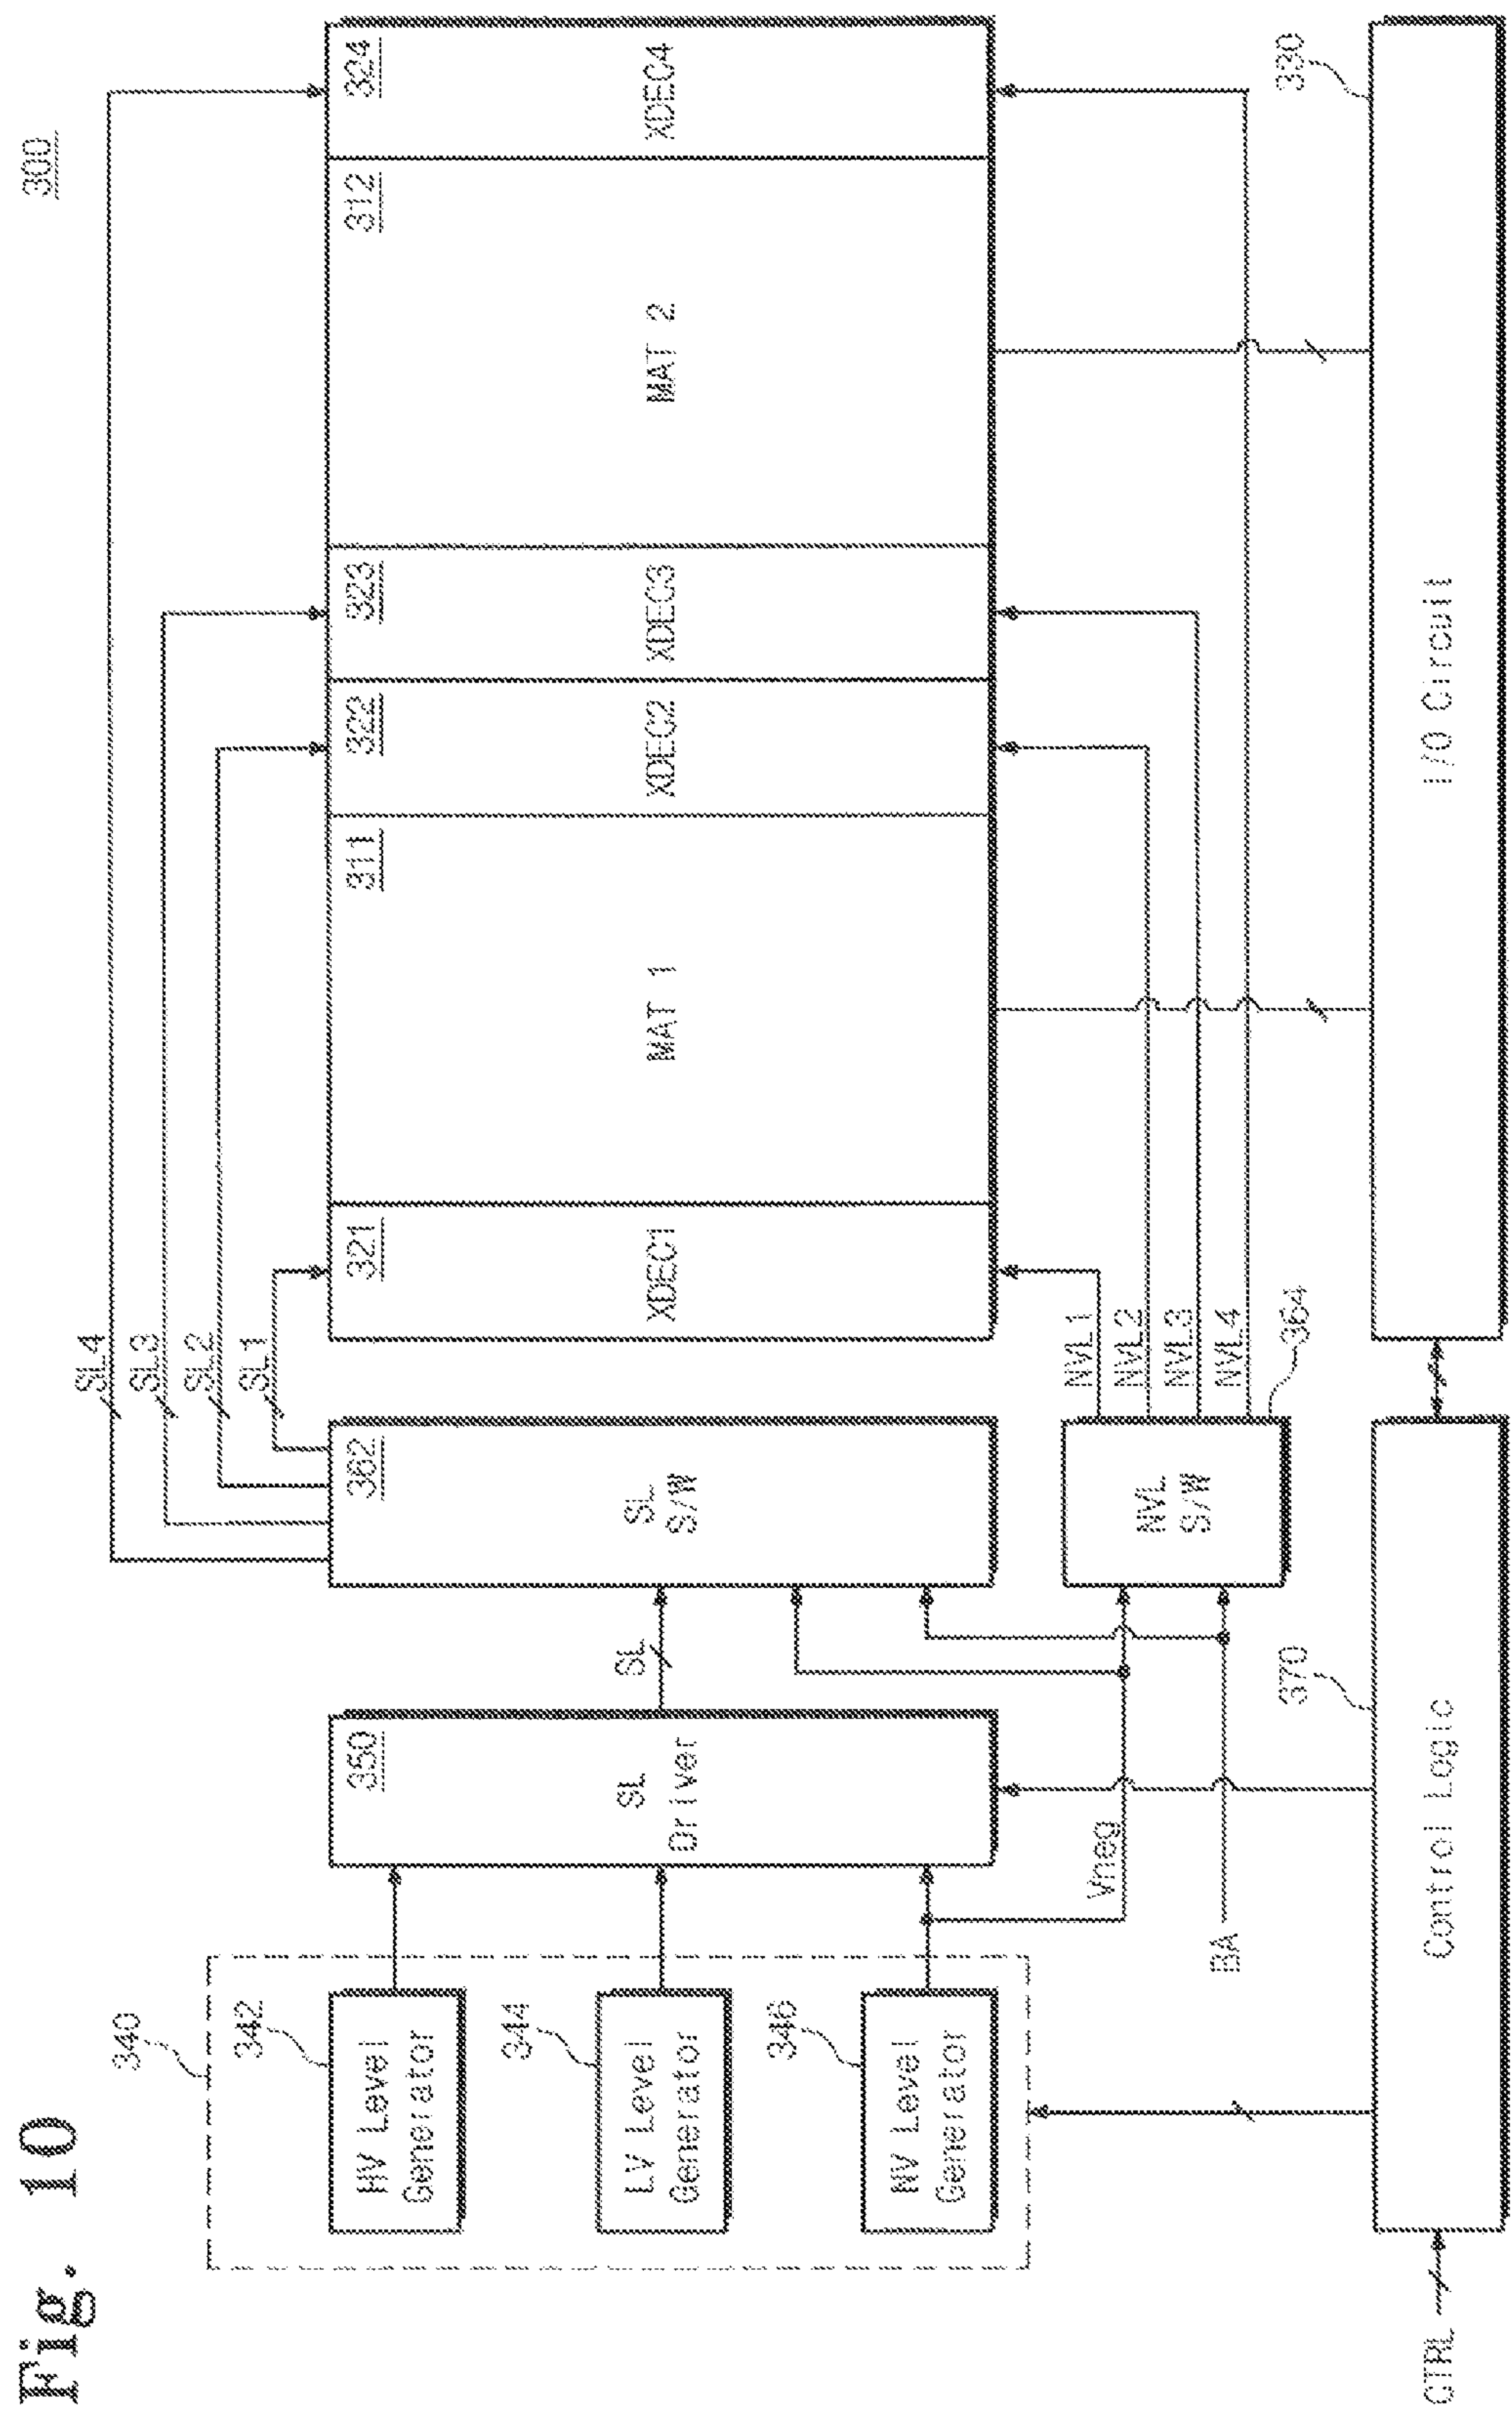 Fig. 10
300
340
342
HV Level
Generator
344
LV Level
Generator
346
NV Level
Generator
350
SL
Driver
SL
Vneg
BA
362
SL
S/W
NVL
S/W
364
SL4
SL3
SL2
SL1
NVL1
NVL2
NVL3
NVL4
321
XDEC1
311
MAT 1
322
XDEC2
323
XDEC3
312
MAT 2
324
XDEC4
CTRL
370
Control Logic
330
I/O Circuit